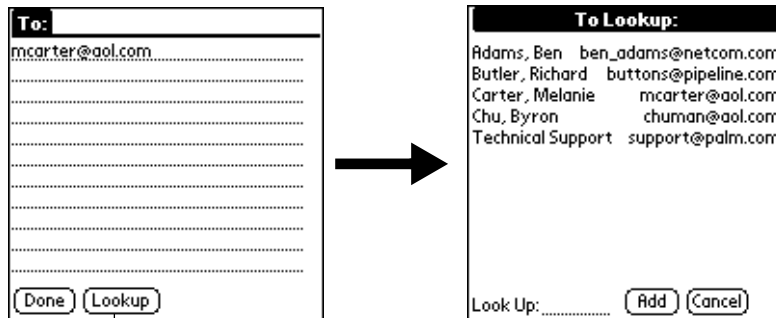 To:
mcarter@aol.com
Done Lookup
To Lookup:
Adams, Ben ben_adams@netcom.com
Butler, Richard buttons@pipeline.com
Carter, Melanie mcarter@aol.com
Chu, Byron chuman@aol.com
Technical Support support@palm.com
Look Up: Add Cancel